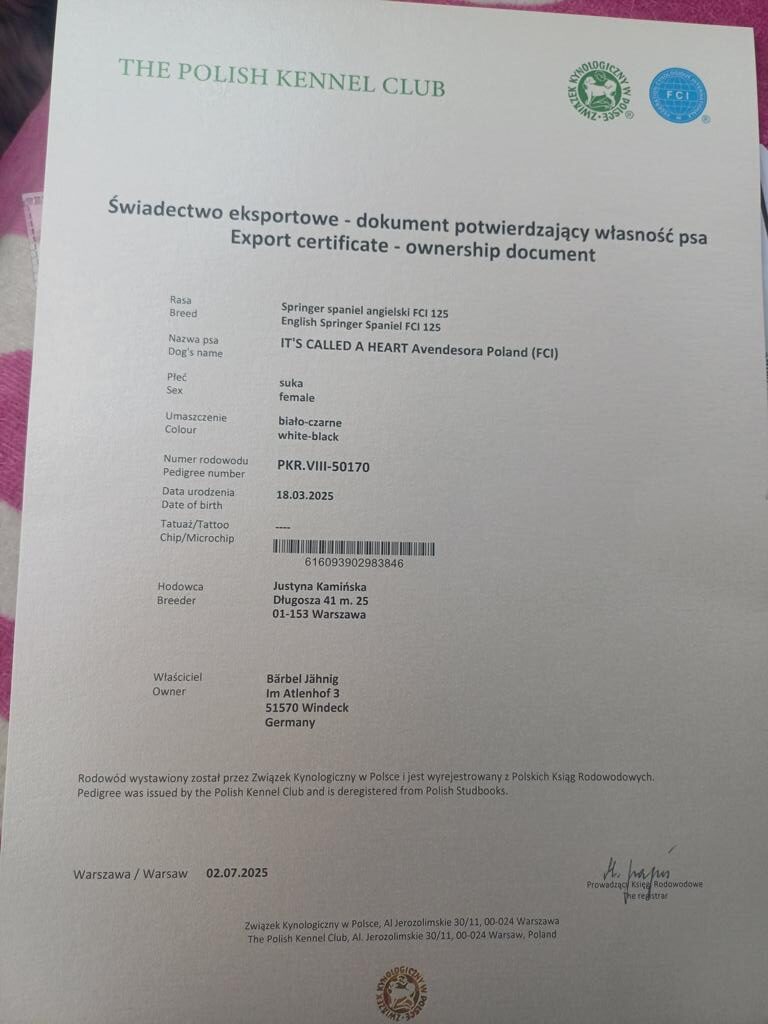 THE POLISH KENNEL CLUB
ZWIĄZEK KYNOLOGICZNY W POLSCE
FCI
Świadectwo eksportowe - dokument potwierdzający własność psa
Export certificate - ownership document
Rasa
Breed
Springer spaniel angielski FCI 125
English Springer Spaniel FCI 125
Nazwa psa
Dog's name
IT'S CALLED A HEART Avendesora Poland (FCI)
Płeć
Sex
suka
female
Umaszczenie
Colour
biało-czarne
white-black
Numer rodowodu
Pedigree number
PKR.VIII-50170
Data urodzenia
Date of birth
18.03.2025
Tatuaż/Tattoo
Chip/Microchip
----
616093902983846
Hodowca
Breeder
Justyna Kamińska
Długosza 41 m. 25
01-153 Warszawa
Właściciel
Owner
Bärbel Jähnig
Im Atlenhof 3
51570 Windeck
Germany
Rodowód wystawiony został przez Związek Kynologiczny w Polsce i jest wyrejestrowany z Polskich Ksiąg Rodowodowych.
Pedigree was issued by the Polish Kennel Club and is deregistered from Polish Studbooks.
Warszawa / Warsaw 02.07.2025
Prowadzący Księgi Rodowodowe
The registrar
Związek Kynologiczny w Polsce, Al Jerozolimskie 30/11, 00-024 Warszawa
The Polish Kennel Club, Al. Jerozolimskie 30/11, 00-024 Warsaw, Poland
ZWIĄZEK KYNOLOGICZNY W POLSCE